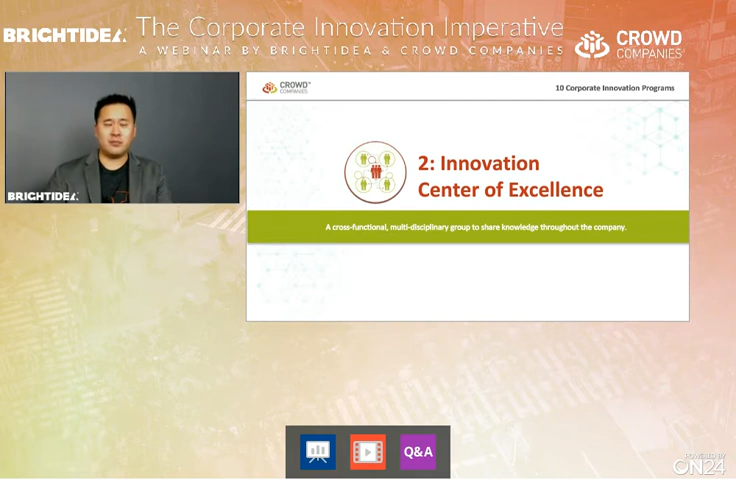 BRIGHTIDEA
The Corporate Innovation Imperative
A WEBINAR BY BRIGHTIDEA & CROWD COMPANIES
CROWD
COMPANIES
BRIGHTIDEA
CROWD™
COMPANIES
10 Corporate Innovation Programs
2: Innovation
Center of Excellence
A cross-functional, multi-disciplinary group to share knowledge throughout the company.
Q&A
POWERED BY
ON24